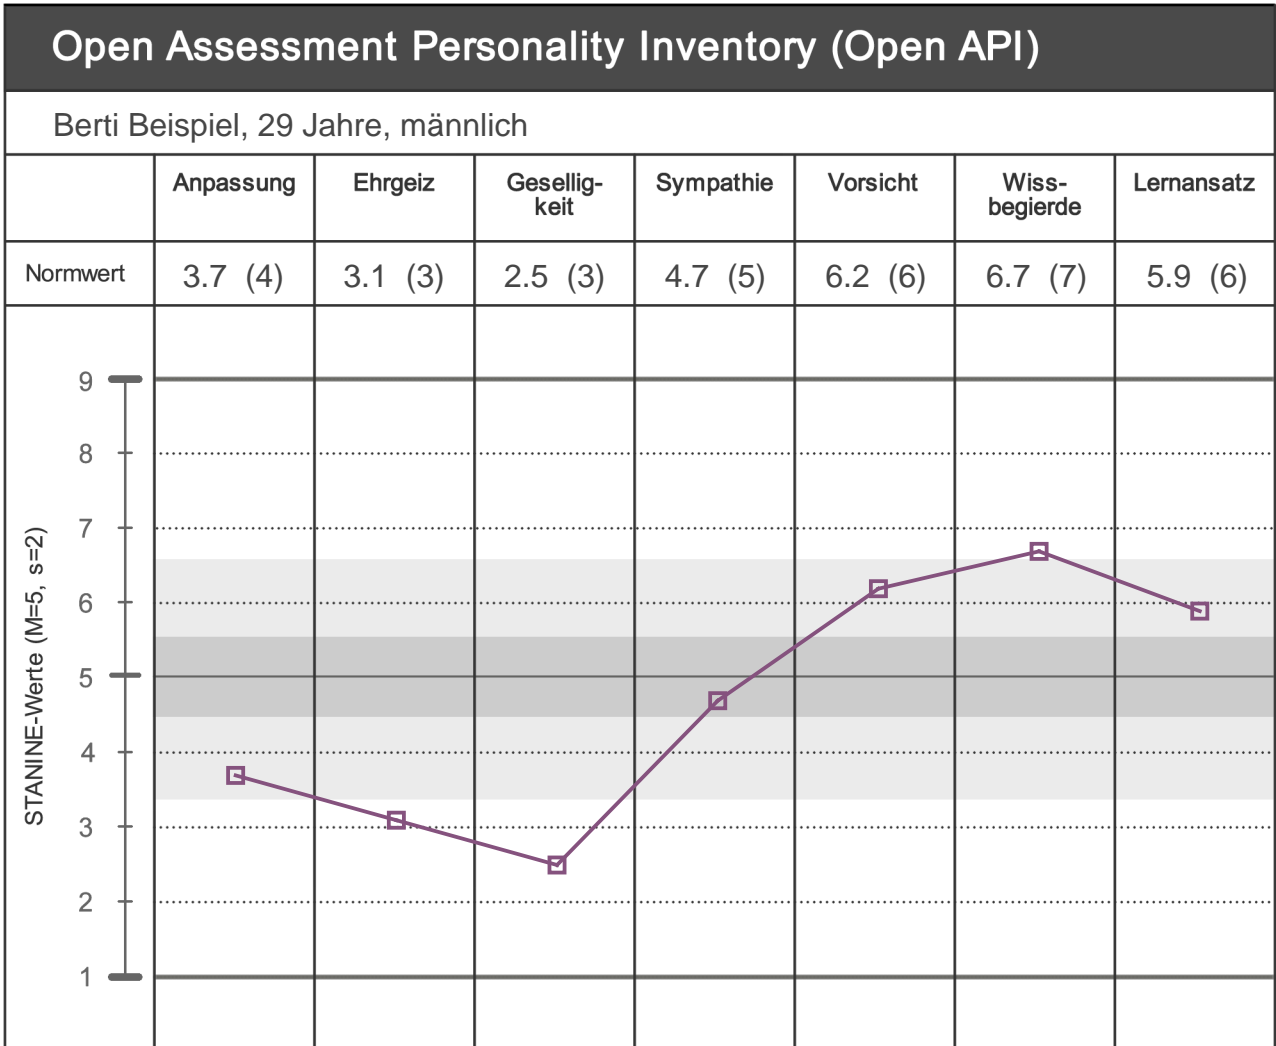 Open Assessment Personality Inventory (Open API)
Berti Beispiel, 29 Jahre, männlich
Anpassung Ehrgeiz Gesellig- Sympathie Vorsicht Wiss- Lernansatz
keit begierde
Normwert 3.7 (4) 3.1 (3) 2.5 (3) 4.7 (5) 6.2 (6) 6.7 (7) 5.9 (6)
9
8
7
6
5
4
3
2
1
STANINE-Werte (M=5, s=2)